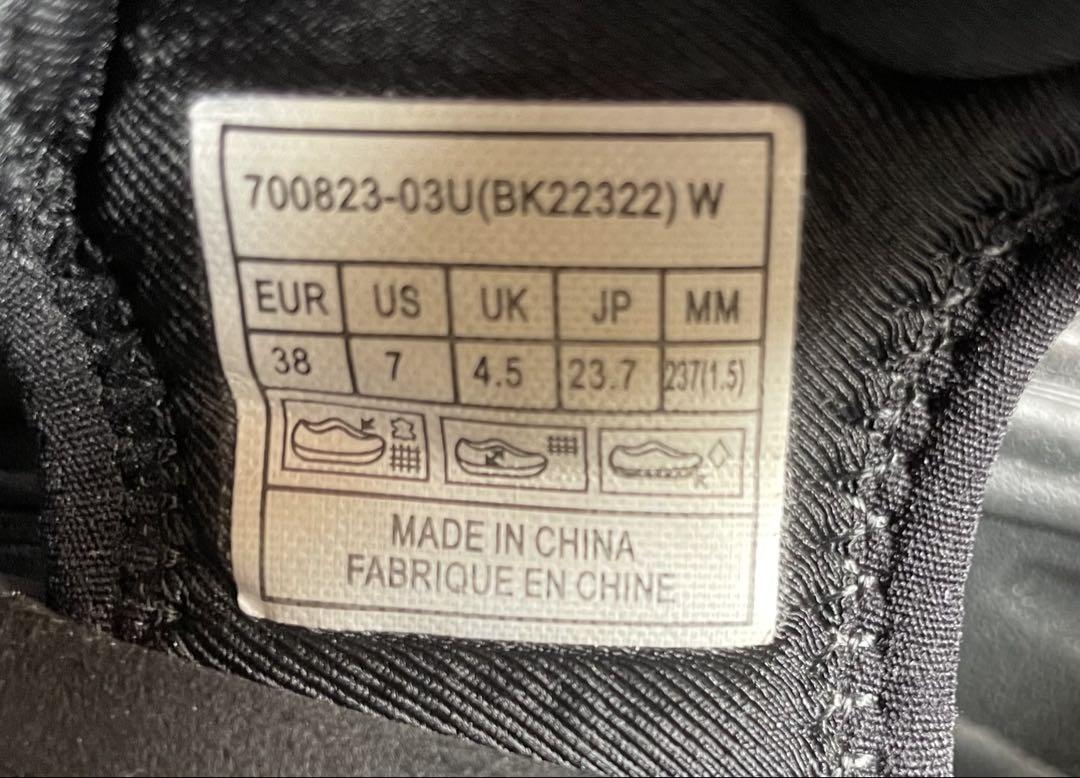 700823-03U(BK22322) W
EUR US UK JP MM
38 7 4.5 23.7 237(1.5)
MADE IN CHINA
FABRIQUE EN CHINE